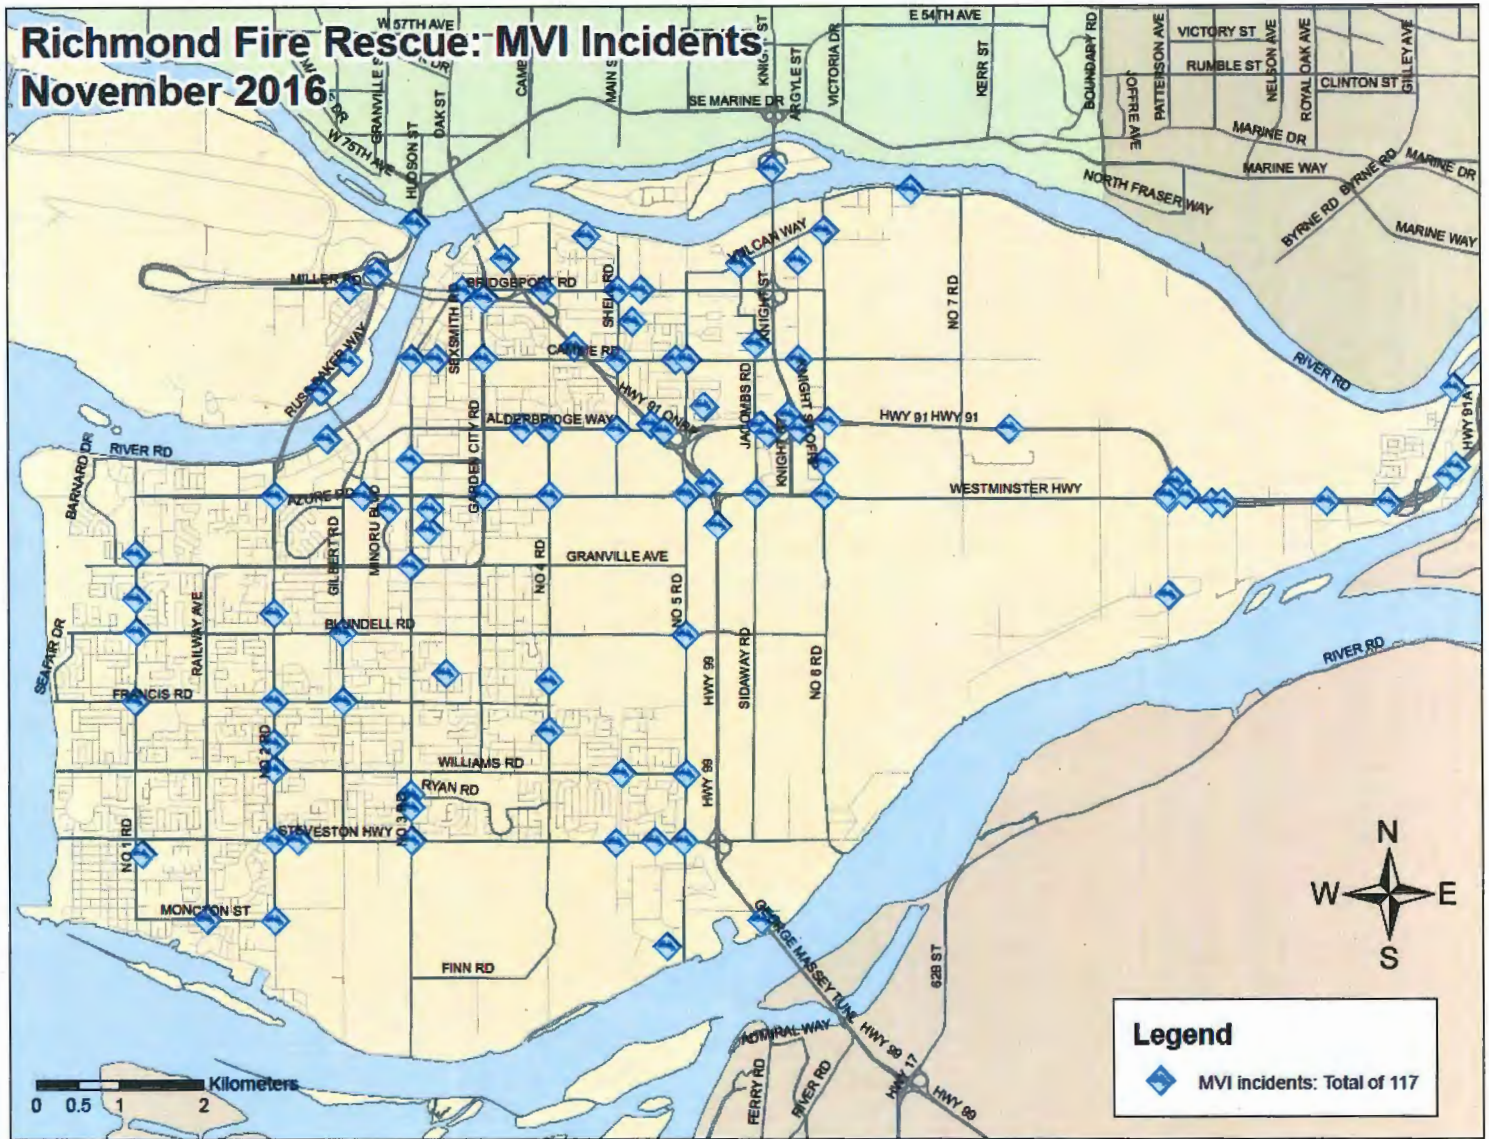 Richmond Fire Rescue: MVI Incidents
November 2016
W 57TH AVE
E 54TH AVE
KNIGHT ST
ARGYLE ST
VICTORIA DR
KERR ST
BOUNDARY RD
JOFFRE AVE
PATTERSON AVE
VICTORY ST
RUMBLE ST
NELSON AVE
ROYAL OAK AVE
CLINTON ST
GILLEY AVE
OAK ST
SE MARINE DR
W 75TH AVE
HUDSON ST
MARINE DR
MARINE WAY
BYRNE RD
MARINE DR
NORTH FRASER WAY
BYRNE RD
MARINE WAY
VULCAN WAY
MILLER RD
BRIDGEPORT RD
SEXSMITH RD
KNIGHT ST
NO 7 RD
RIVER RD
RUSS BAKER WAY
CAMBIE RD
HWY 91 ONRP
JACOMBS RD
ALDERBRIDGE WAY
GARDEN CITY RD
HWY 91 HWY 91
HWY 91A
BARNARD DR
RIVER RD
AZURE RD
WESTMINSTER HWY
GILBERT RD
MINORU BLVD
GRANVILLE AVE
NO 4 RD
NO 5 RD
RAILWAY AVE
BLUNDELL RD
SEAFAIR DR
FRANCIS RD
HWY 99
SIDAWAY RD
NO 6 RD
RIVER RD
NO 2 RD
WILLIAMS RD
HWY 99
RYAN RD
NO 3 RD
NO 1 RD
STEVESTON HWY
MONCTON ST
FINN RD
GEORGE MASSEY TUNL
HWY 99
62B ST
ADMIRAL WAY
FERRY RD
RIVER RD
HWY 17
HWY 99
N
W E
S
Legend
MVI incidents: Total of 117
Kilometers
0 0.5 1 2